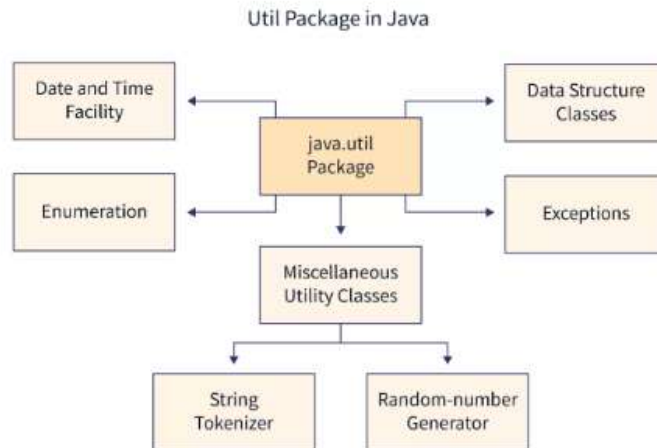 Util Package in Java
Date and Time
Facility
Data Structure
Classes
java.util
Package
Enumeration
Exceptions
Miscellaneous
Utility Classes
String
Tokenizer
Random-number
Generator